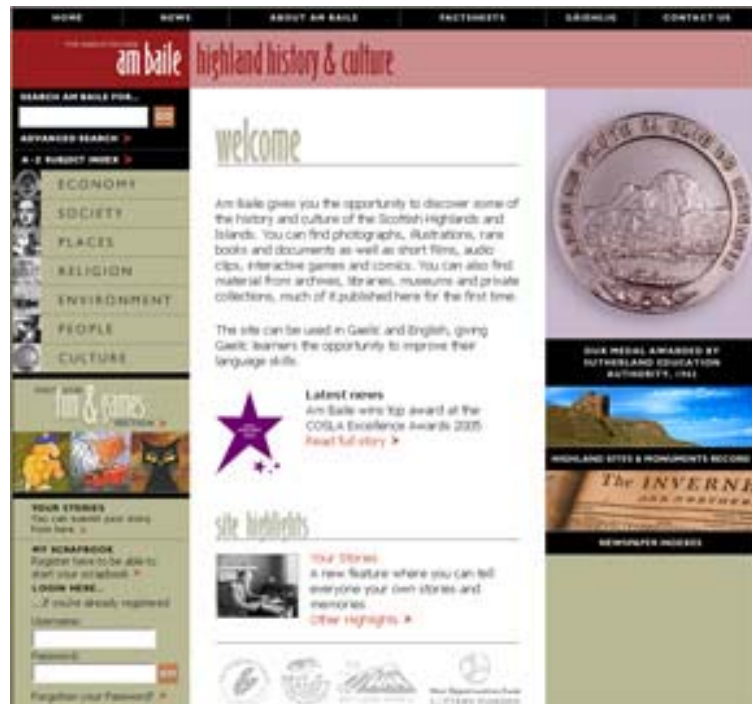 HOME
NEWS
ABOUT AM BAILE
FACTSHEETS
GÀIDHLIG
CONTACT US
am baile
highland history & culture
SEARCH AM BAILE FOR...
GO
ADVANCED SEARCH >
A - Z SUBJECT INDEX >
ECONOMY
SOCIETY
PLACES
RELIGION
ENVIRONMENT
PEOPLE
CULTURE
fun & games
SECTION >
YOUR STORIES
You can submit your story
from here >
MY SCRAPBOOK
Register here to be able to
start your scrapbook >
LOGIN HERE...
...if you're already registered
Username:
Password:
GO
Forgotten your Password? >
welcome
Am Baile gives you the opportunity to discover some of
the history and culture of the Scottish Highlands and
Islands. You can find photographs, illustrations, rare
books and documents as well as short films, audio
clips, interactive games and comics. You can also find
material from archives, libraries, museums and private
collections, much of it published here for the first time.
The site can be used in Gaelic and English, giving
Gaelic learners the opportunity to improve their
language skills.
Latest news
Am Baile wins top award at the
COSLA Excellence Awards 2005
Read full story >
site highlights
Your Stories
A new feature where you can tell
everyone your own stories and
memories
Other Highlights >
MEDAL AWARDED BY
SUTHERLAND EDUCATION
AUTHORITY, 1962
HIGHLAND SITES & MONUMENTS RECORD
The INVERNE
NEWSPAPER INDEXES